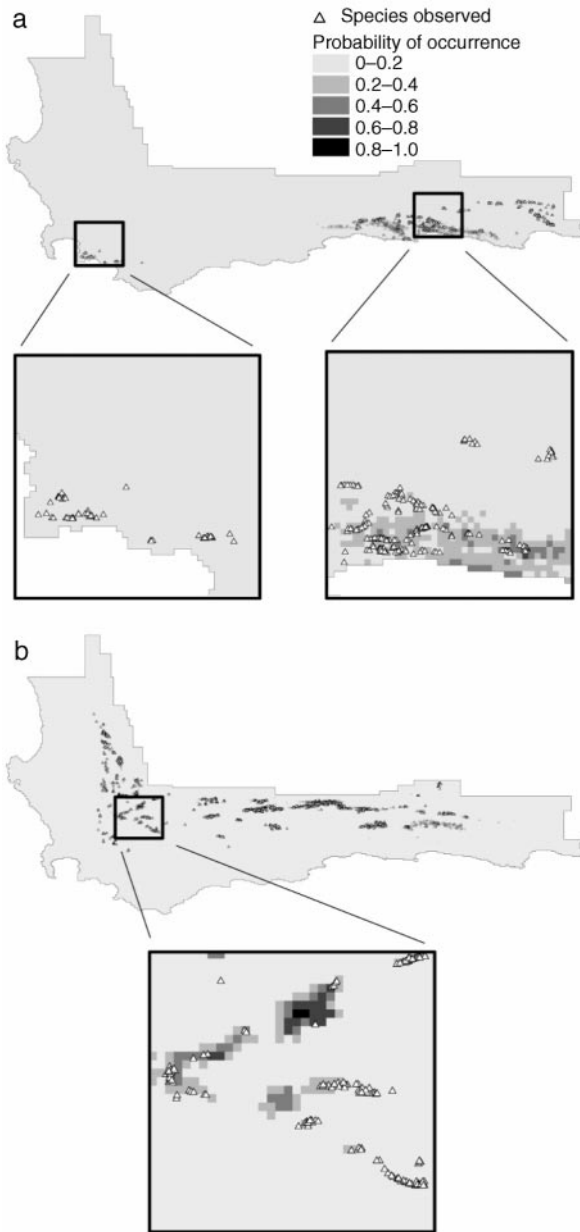 a
Species observed
Probability of occurrence
0–0.2
0.2–0.4
0.4–0.6
0.6–0.8
0.8–1.0
b